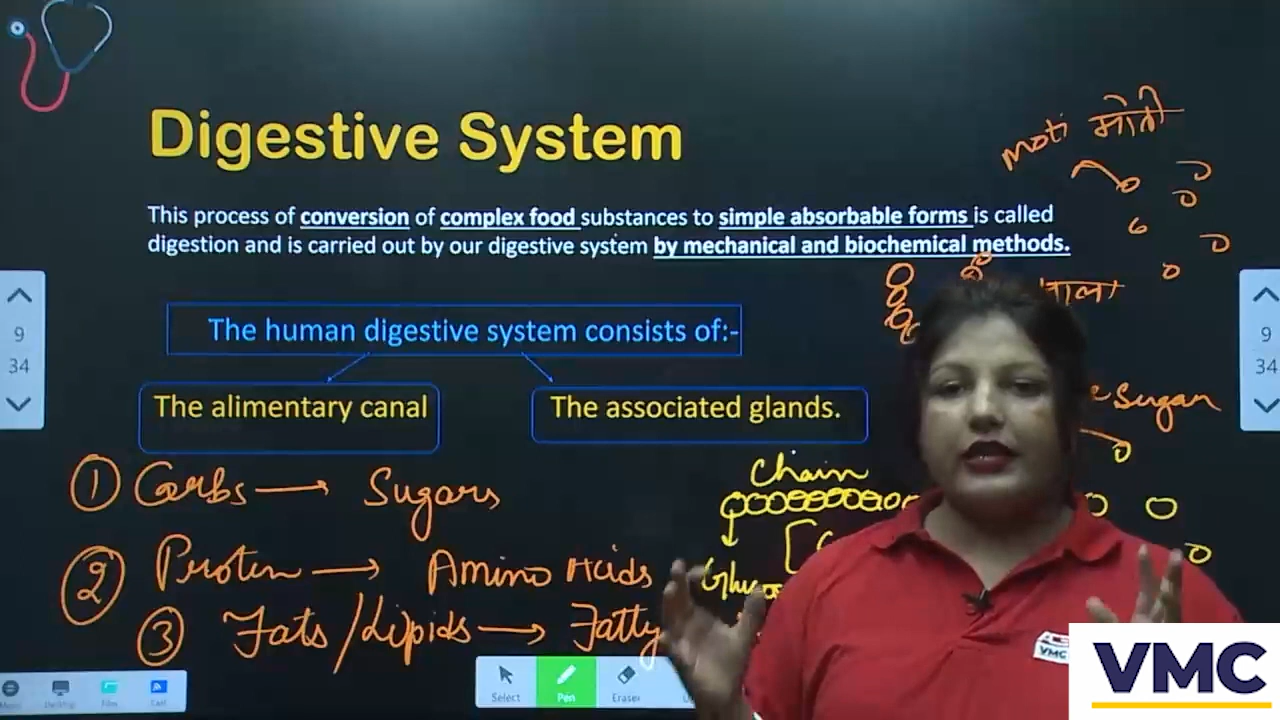 Digestive System
This process of conversion of complex food substances to simple absorbable forms is called
digestion and is carried out by our digestive system by mechanical and biochemical methods.
The human digestive system consists of:-
The alimentary canal
The associated glands.
① Carbs → Sugars
② Protein → Amino Acids
③ Fats/Lipids → Fatty
Chain
Moti मोती
Sugar
9
34
9
34
Select
Pen
Eraser
VMC
VMC